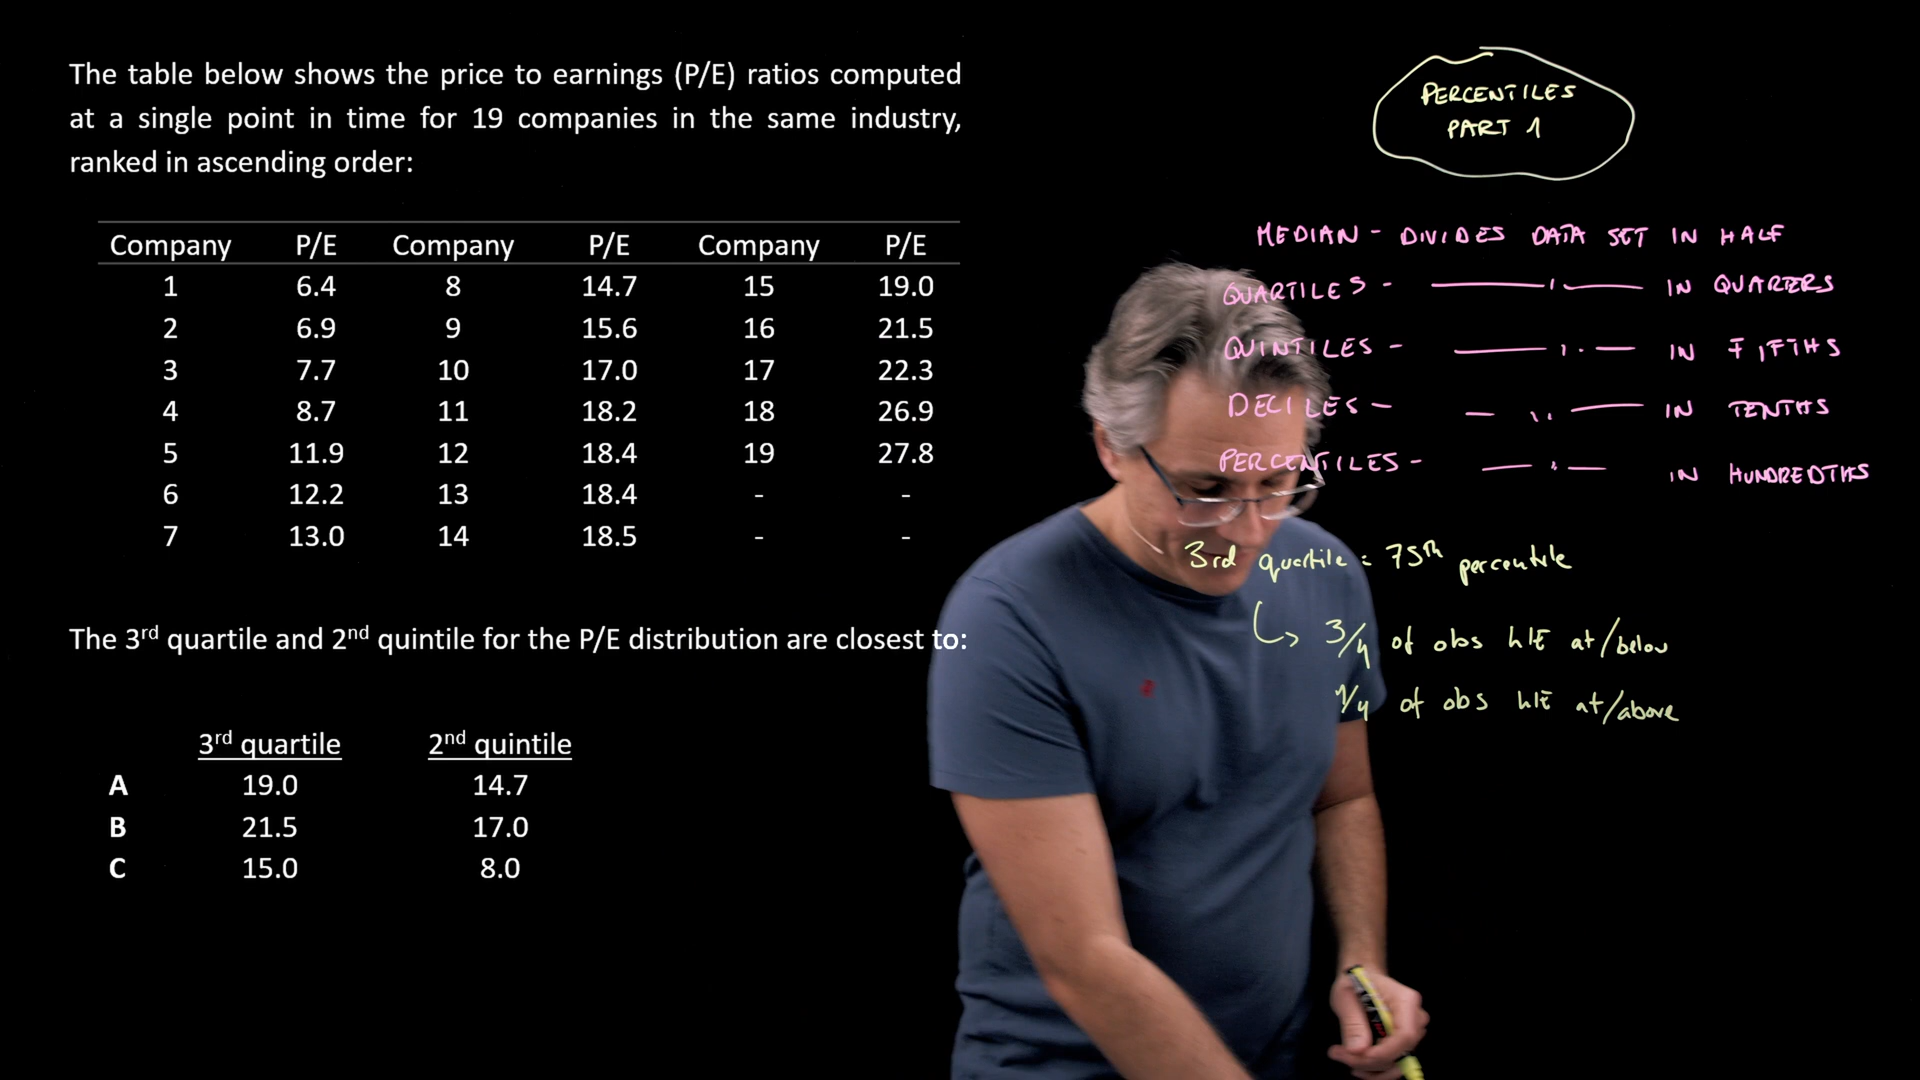 The table below shows the price to earnings (P/E) ratios computed
at a single point in time for 19 companies in the same industry,
ranked in ascending order:
Company P/E Company P/E Company P/E
1 6.4 8 14.7 15 19.0
2 6.9 9 15.6 16 21.5
3 7.7 10 17.0 17 22.3
4 8.7 11 18.2 18 26.9
5 11.9 12 18.4 19 27.8
6 12.2 13 18.4 - -
7 13.0 14 18.5 - -
The 3rd quartile and 2nd quintile for the P/E distribution are closest to:
3rd quartile 2nd quintile
A 19.0 14.7
B 21.5 17.0
C 15.0 8.0
PERCENTILES
PART 1
MEDIAN - DIVIDES DATA SET IN HALF
QUARTILES - IN QUARERS
QUINTILES - IN FIFTHS
DECILES - IN TENTHS
PERCENTILES - IN HUNDREDTHS
3rd quartile = 75th percentile
3/4 of obs LIE at/below
1/4 of obs LIE at/above